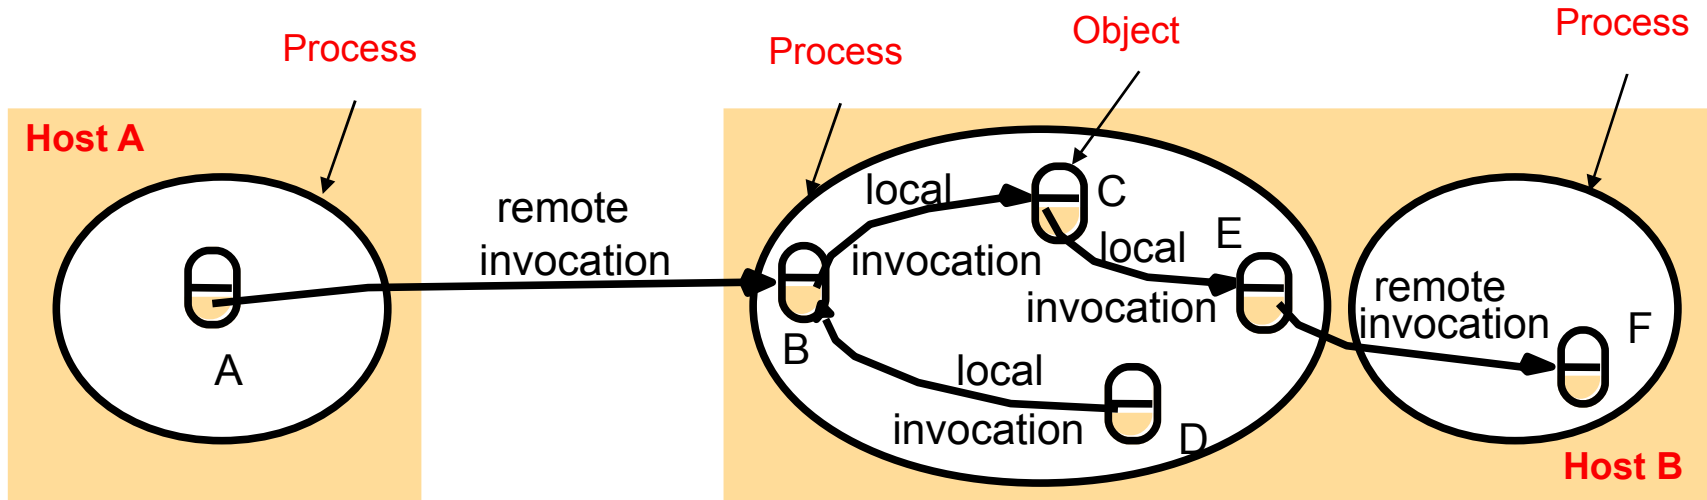 Process
Process
Object
Process
Host A
remote
invocation
local
invocation
C
local
invocation
E
remote
invocation
F
A
B
local
invocation
D
Host B